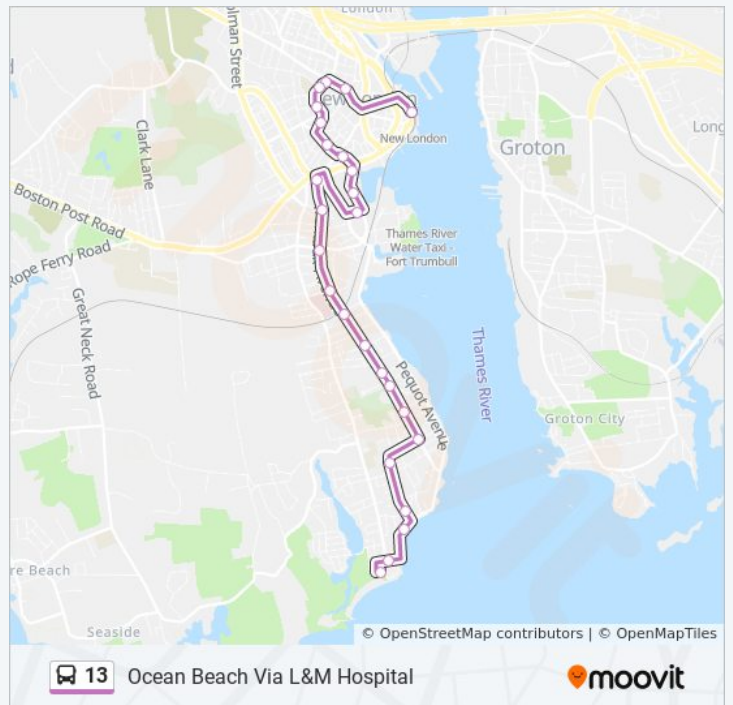 London
olman Street
New London
Clark Lane
New London
Groton
Long
Boston Post Road
Thames River
Water Taxi -
Fort Trumbull
Rope Ferry Road
Great Neck Road
Thames River
Pequot Avenue
Groton City
re Beach
Seaside
© OpenStreetMap contributors | © OpenMapTiles
13 Ocean Beach Via L&M Hospital
moovit